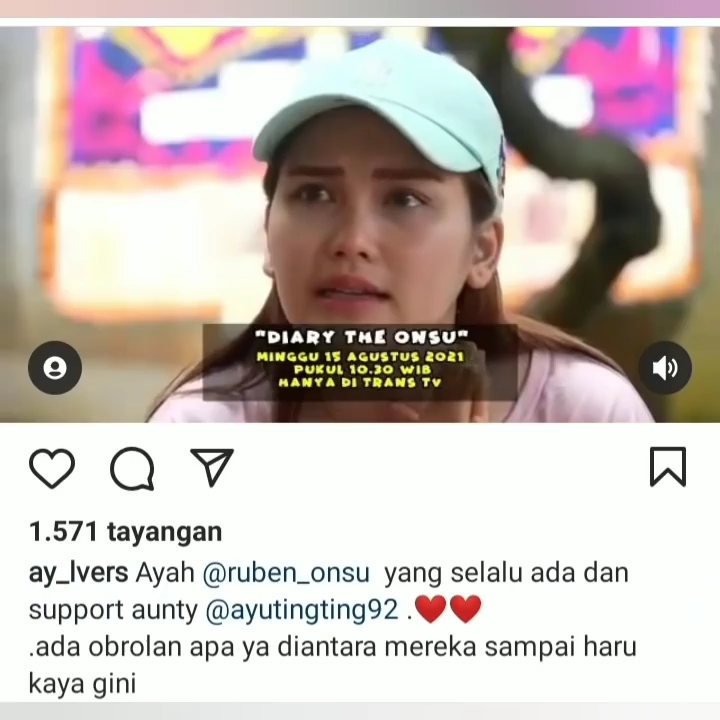 "DIARY THE ONSU"
MINGGU 15 AGUSTUS 2021
PUKUL 10.30 WIB
HANYA DI TRANS TV
1.571 tayangan
ay_lvers Ayah @ruben_onsu yang selalu ada dan
support aunty @ayutingting92 .❤️❤️
.ada obrolan apa ya diantara mereka sampai haru
kaya gini